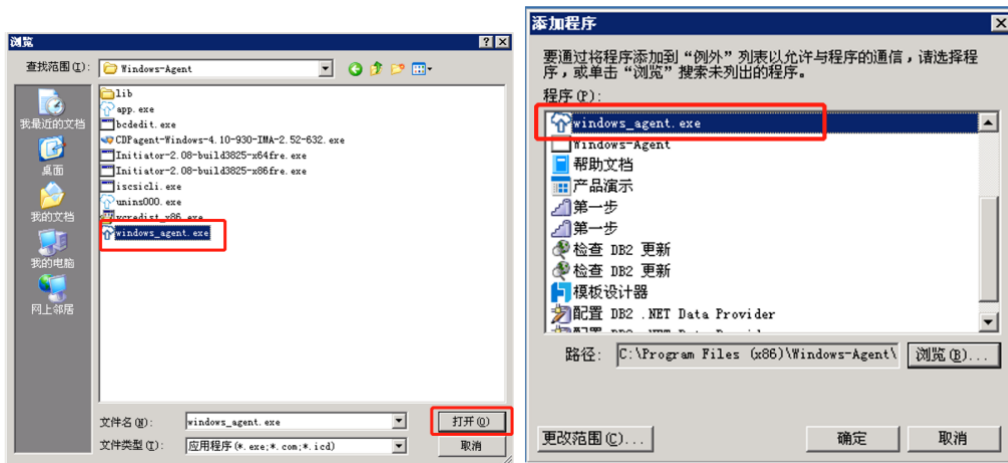 浏览
查找范围(I):
Windows-Agent
我最近的文档
桌面
我的文档
我的电脑
网上邻居
lib
app.exe
bcdedit.exe
CDPagent-Windows-4.10-930-IMA-2.52-632.exe
Initiator-2.08-build3825-x64fre.exe
Initiator-2.08-build3825-x86fre.exe
iscsicli.exe
unins000.exe
vcredist_x86.exe
windows_agent.exe
文件名(N):
windows_agent.exe
打开(O)
文件类型(T):
应用程序(*.exe;*.com;*.icd)
取消
添加程序
要通过将程序添加到“例外”列表以允许与程序的通信，请选择程
序，或单击“浏览”搜索未列出的程序。
程序(P):
windows_agent.exe
Windows-Agent
帮助文档
产品演示
第一步
第一步
检查 DB2 更新
检查 DB2 更新
模板设计器
配置 DB2 .NET Data Provider
路径:
C:\Program Files (x86)\Windows-Agent\
浏览(B)...
更改范围(C)...
确定
取消